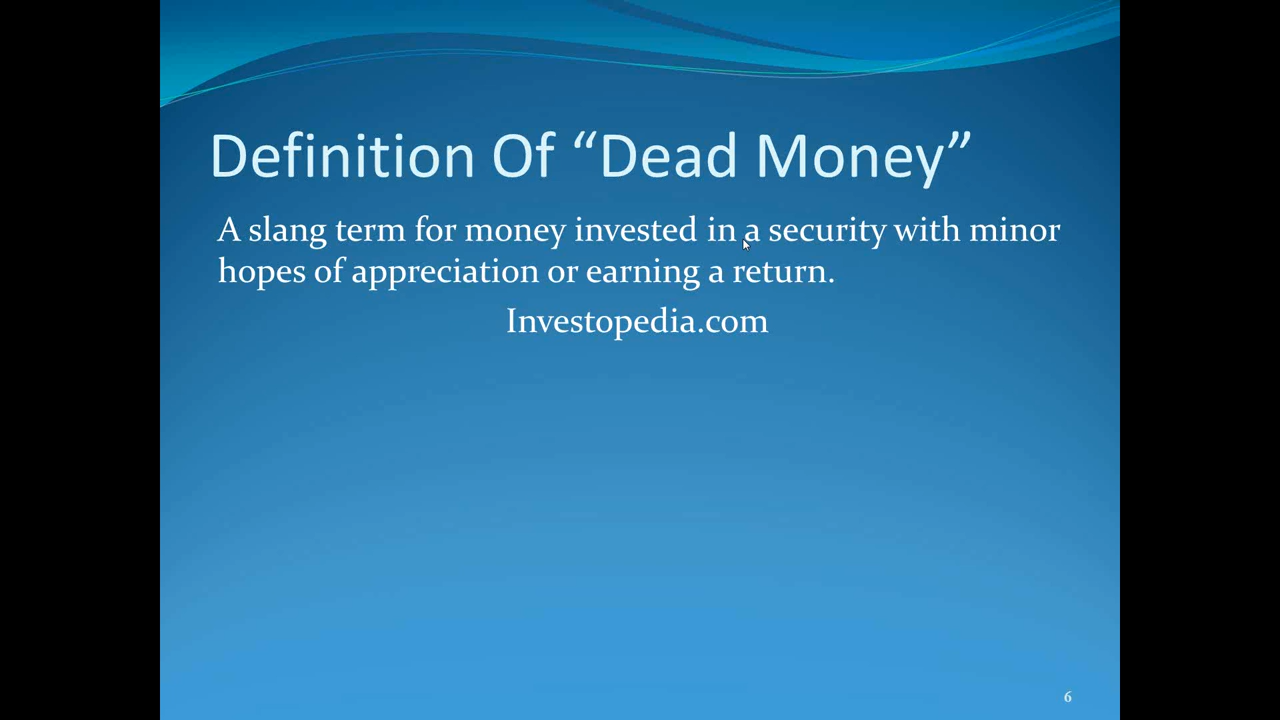 Definition Of “Dead Money”
A slang term for money invested in a security with minor
hopes of appreciation or earning a return.
Investopedia.com
6